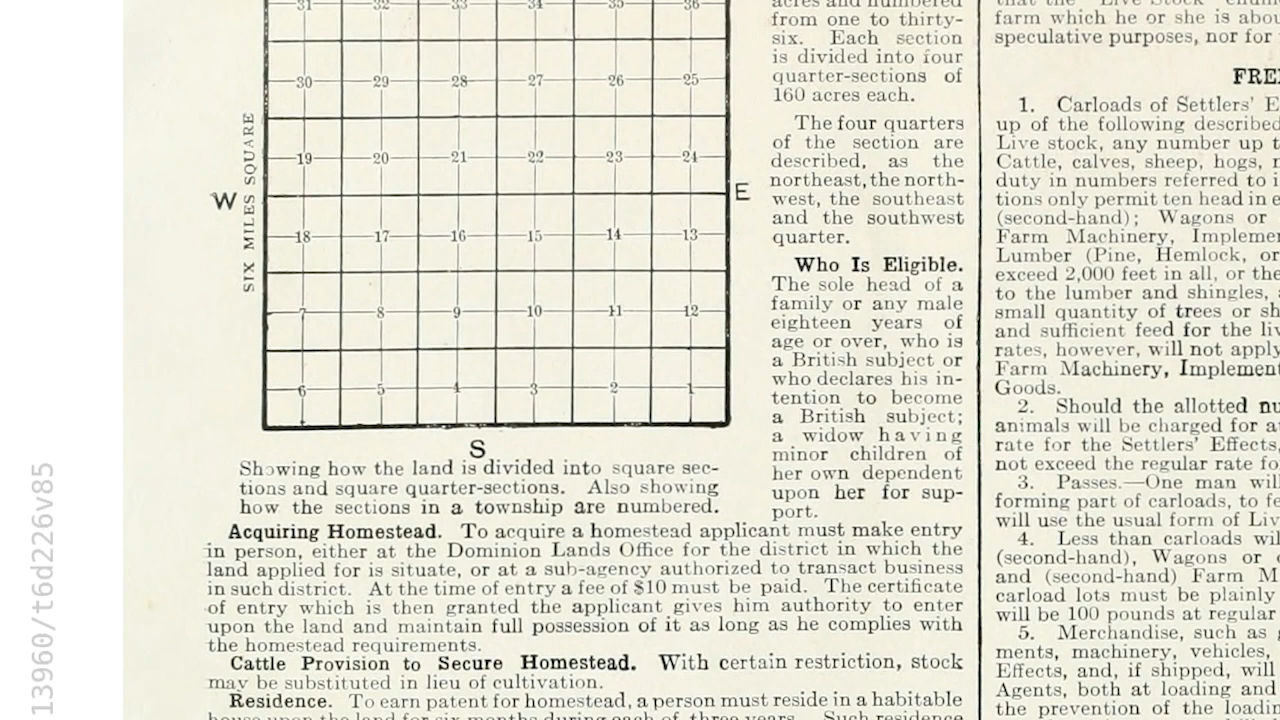 31 32 33 34 35 36
30 29 28 27 26 25
19 20 21 22 23 24
18 17 16 15 14 13
7 8 9 10 11 12
6 5 4 3 2 1
W
E
S
SIX MILES SQUARE
Showing how the land is divided into square sec-
tions and square quarter-sections. Also showing
how the sections in a township are numbered.
acres and numbered
from one to thirty-
six. Each section
is divided into four
quarter-sections of
160 acres each.
The four quarters
of the section are
described, as the
northeast, the north-
west, the southeast
and the southwest
quarter.
Who Is Eligible.
The sole head of a
family or any male
eighteen years of
age or over, who is
a British subject or
who declares his in-
tention to become
a British subject;
a widow having
minor children of
her own dependent
upon her for sup-
port.
Acquiring Homestead. To acquire a homestead applicant must make entry
in person, either at the Dominion Lands Office for the district in which the
land applied for is situate, or at a sub-agency authorized to transact business
in such district. At the time of entry a fee of $10 must be paid. The certificate
of entry which is then granted the applicant gives him authority to enter
upon the land and maintain full possession of it as long as he complies with
the homestead requirements.
Cattle Provision to Secure Homestead. With certain restriction, stock
may be substituted in lieu of cultivation.
Residence. To earn patent for homestead, a person must reside in a habitable
house upon the land for six months during each of three years. Such residence
that the "Live Stock"
farm which he or she is
speculative purposes, nor for
1. Carloads of Settlers'
up of the following described
Live stock, any number up
Cattle, calves, sheep, hogs,
duty in numbers referred to
tions only permit ten head in
(second-hand); Wagons or
Farm Machinery,
Lumber (Pine, Hemlock, or
exceed 2,000 feet in all, or the
to the lumber and shingles,
small quantity of trees or
and sufficient feed for the
rates, however, will not apply
Farm Machinery,
Goods.
2. Should the allotted
animals will be charged for
rate for the Settlers' Effects,
not exceed the regular rate
3. Passes.—One man
forming part of carloads, to
will use the usual form of
4. Less than carloads
(second-hand), Wagons or
and (second-hand) Farm
carload lots must be plainly
will be 100 pounds at regular
5. Merchandise, such as
ments, machinery, vehicles,
Effects, and, if shipped, will
Agents, both at loading and
the prevention of the
13960/t6d226v85